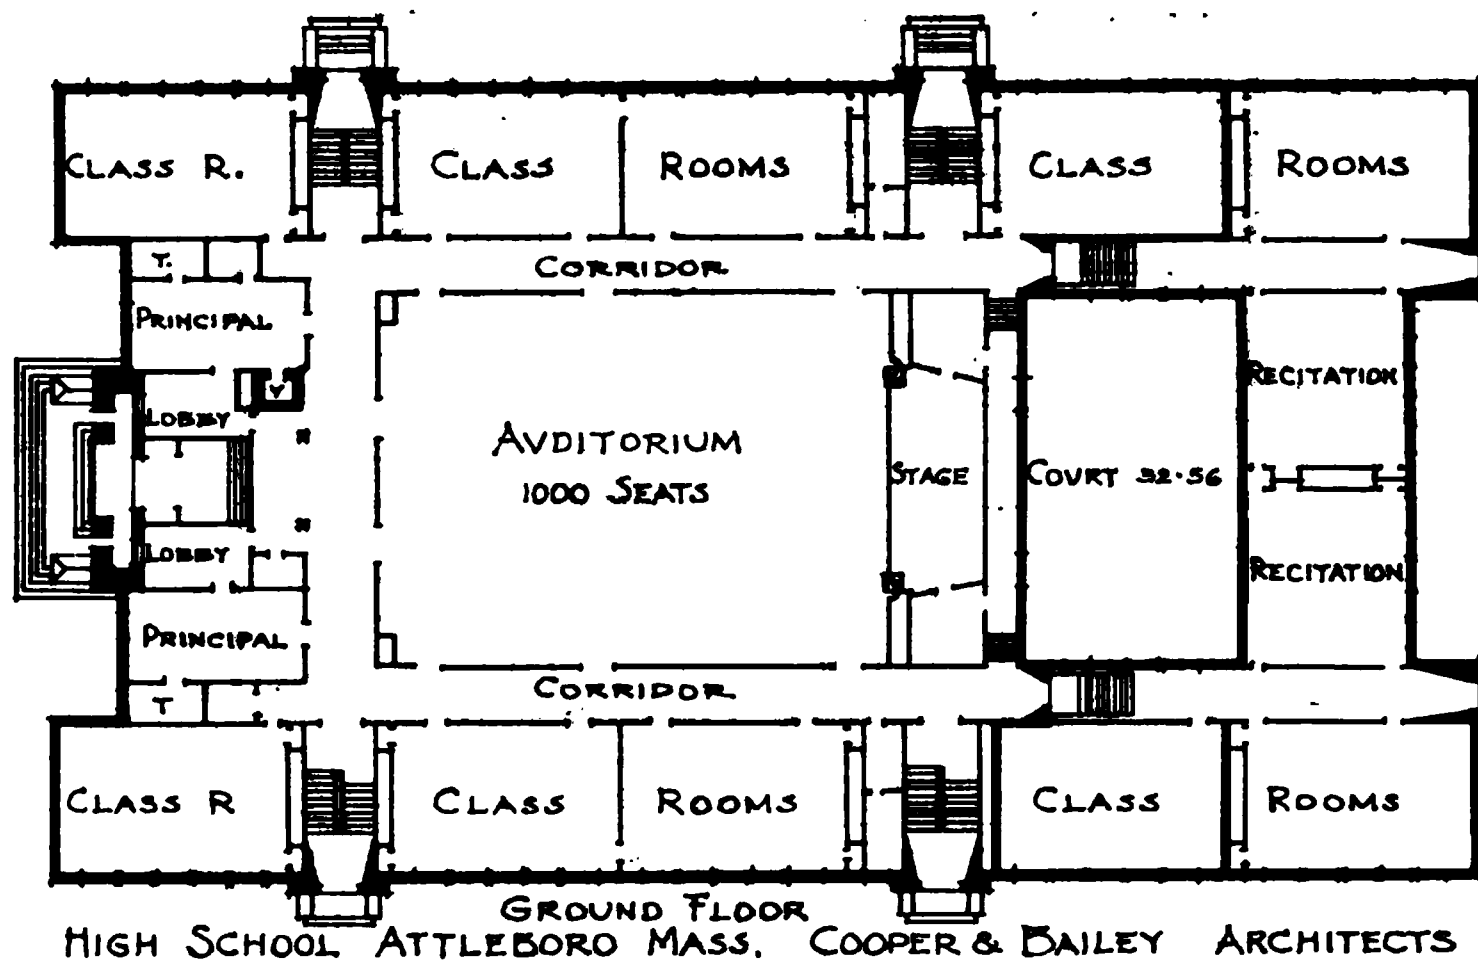 CLASS R. CLASS ROOMS CLASS ROOMS
T.
CORRIDOR
PRINCIPAL
RECITATION
V
LOBBY
AVDITORIUM
1000 SEATS
STAGE
COURT 32·56
LOBBY
RECITATION
PRINCIPAL
T
CORRIDOR
CLASS R CLASS ROOMS CLASS ROOMS
GROUND FLOOR
HIGH SCHOOL ATTLEBORO MASS. COOPER & BAILEY ARCHITECTS